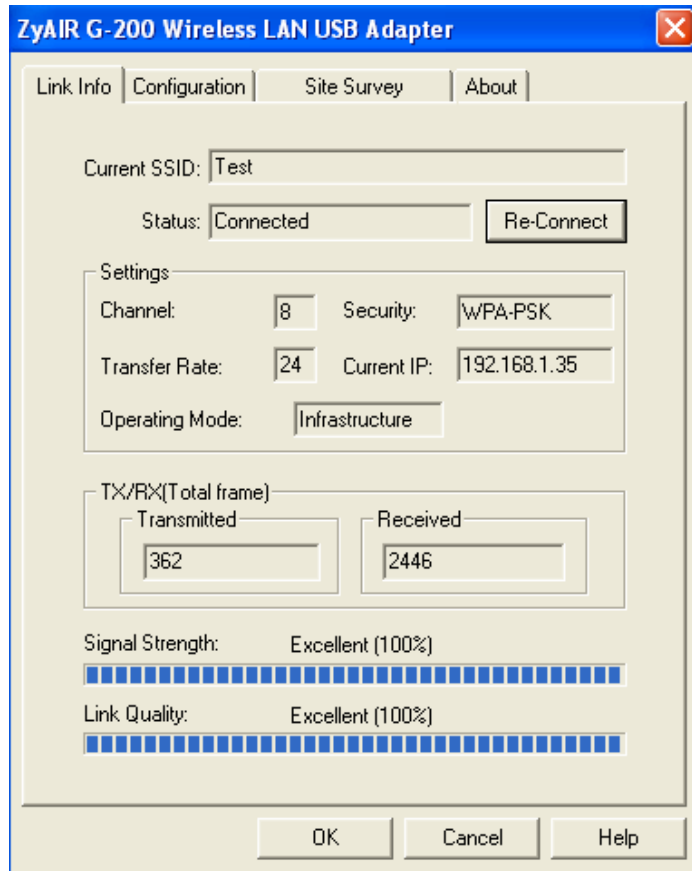 ZyAIR G-200 Wireless LAN USB Adapter
Link Info Configuration Site Survey About
Current SSID: Test
Status: Connected Re-Connect
Settings
Channel: 8 Security: WPA-PSK
Transfer Rate: 24 Current IP: 192.168.1.35
Operating Mode: Infrastructure
TX/RX(Total frame)
Transmitted Received
362 2446
Signal Strength: Excellent (100%)
Link Quality: Excellent (100%)
OK Cancel Help